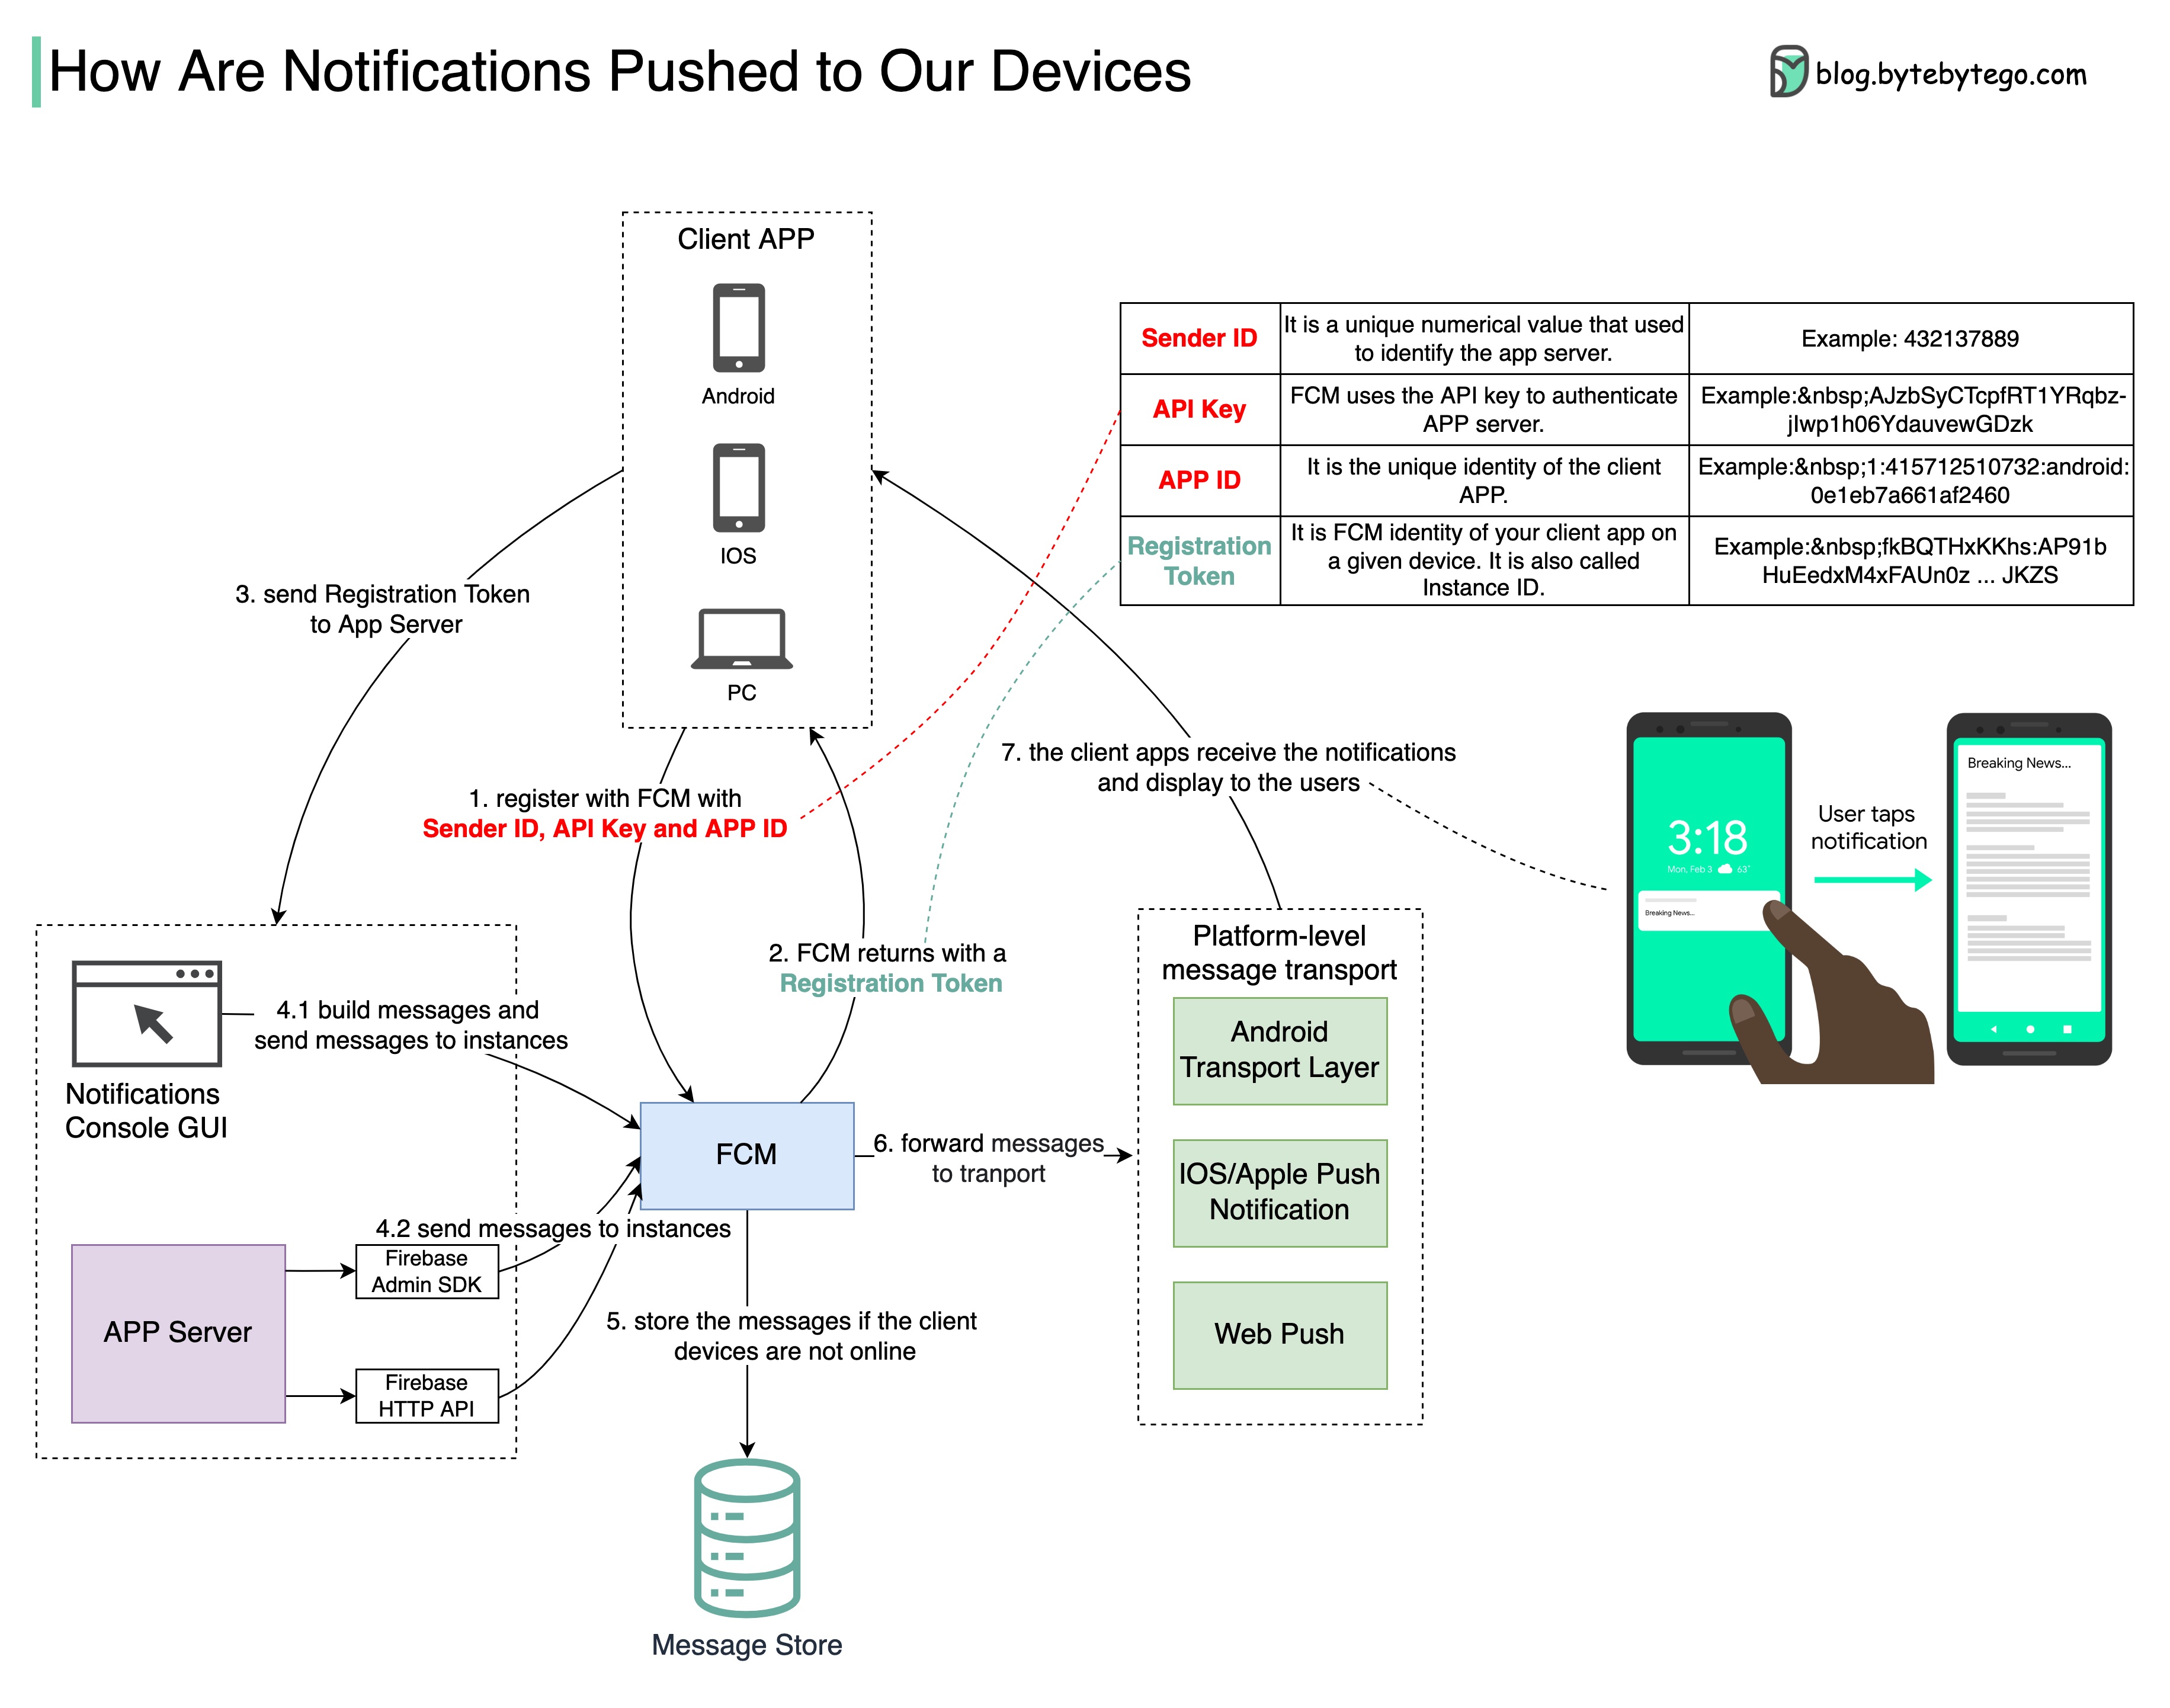 How Are Notifications Pushed to Our Devices
blog.bytebytego.com
Client APP
Android
IOS
PC
Sender ID
It is a unique numerical value that used
to identify the app server.
Example: 432137889
API Key
FCM uses the API key to authenticate
APP server.
Example:&nbsp;AJzbSyCTcpfRT1YRqbz-
jIwp1h06YdauvewGDzk
APP ID
It is the unique identity of the client
APP.
Example:&nbsp;1:415712510732:android:
0e1eb7a661af2460
Registration
Token
It is FCM identity of your client app on
a given device. It is also called
Instance ID.
Example:&nbsp;fkBQTHxKKhs:AP91b
HuEedxM4xFAUn0z ... JKZS
3. send Registration Token
to App Server
1. register with FCM with
Sender ID, API Key and APP ID
2. FCM returns with a
Registration Token
7. the client apps receive the notifications
and display to the users
3:18
Mon, Feb 3
63°
Breaking News...
User taps
notification
Breaking News...
4.1 build messages and
send messages to instances
Notifications
Console GUI
FCM
6. forward messages
to tranport
Platform-level
message transport
Android
Transport Layer
IOS/Apple Push
Notification
Web Push
4.2 send messages to instances
APP Server
Firebase
Admin SDK
Firebase
HTTP API
5. store the messages if the client
devices are not online
Message Store